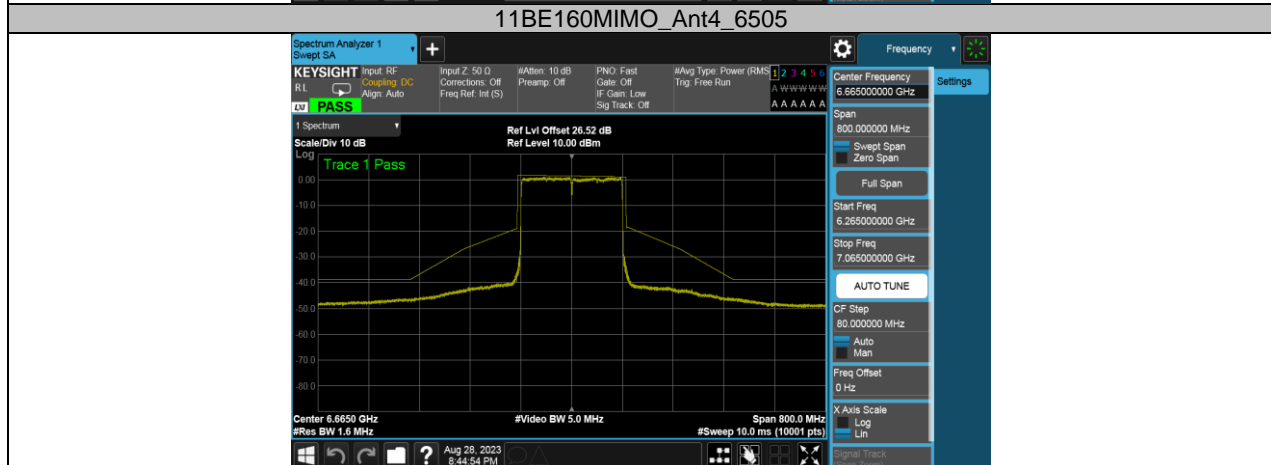 11BE160MIMO_Ant4_6505
Spectrum Analyzer 1
Swept SA
Frequency
KEYSIGHT
Input: RF
Coupling: DC
Align: Auto
Input Z: 50 Ω
Corrections: Off
Freq Ref: Int (S)
#Atten: 10 dB
Preamp: Off
PNO: Fast
Gate: Off
IF Gain: Low
Sig Track: Off
#Avg Type: Power (RMS
Trig: Free Run
1 2 3 4 5 6
A W W W W W
A A A A A A
R L
LXI
PASS
Center Frequency
6.665000000 GHz
Settings
Span
800.000000 MHz
Swept Span
Zero Span
Full Span
Start Freq
6.265000000 GHz
Stop Freq
7.065000000 GHz
AUTO TUNE
CF Step
80.000000 MHz
Auto
Man
Freq Offset
0 Hz
X Axis Scale
Log
Lin
Signal Track
1 Spectrum
Scale/Div 10 dB
Ref Lvl Offset 26.52 dB
Ref Level 10.00 dBm
Log
Trace 1 Pass
0.00
-10.0
-20.0
-30.0
-40.0
-50.0
-60.0
-70.0
-80.0
Center 6.6650 GHz
#Video BW 5.0 MHz
Span 800.0 MHz
#Res BW 1.6 MHz
#Sweep 10.0 ms (10001 pts)
?
Aug 28, 2023
8:44:54 PM